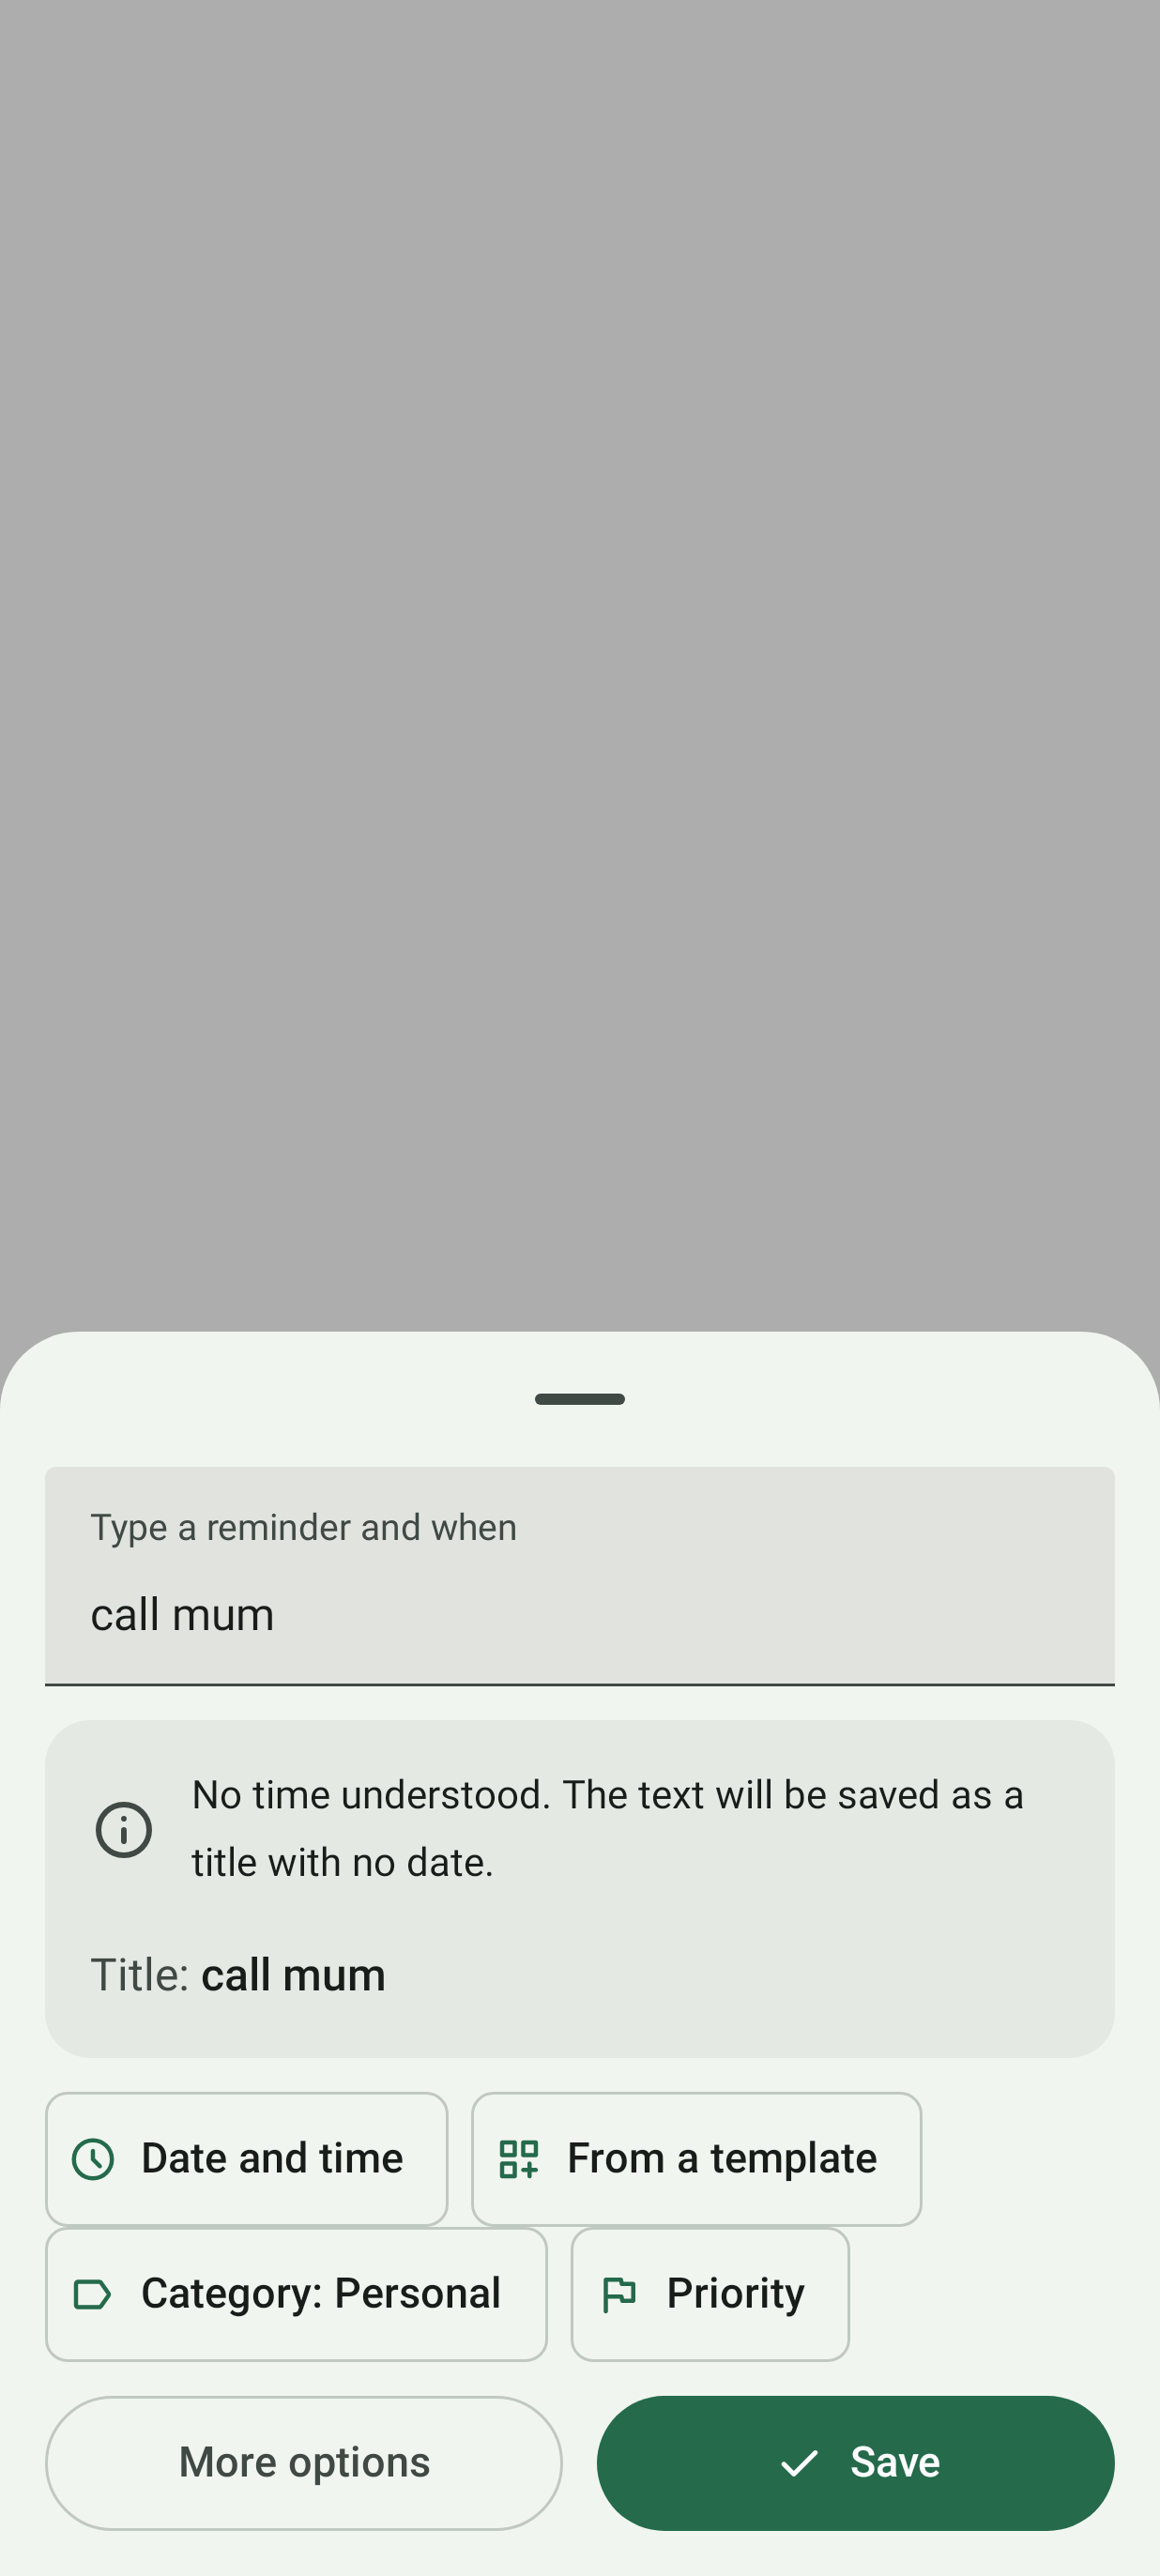 Type a reminder and when
call mum
No time understood. The text will be saved as a
title with no date.
Title: call mum
Date and time
From a template
Category: Personal
Priority
More options
Save